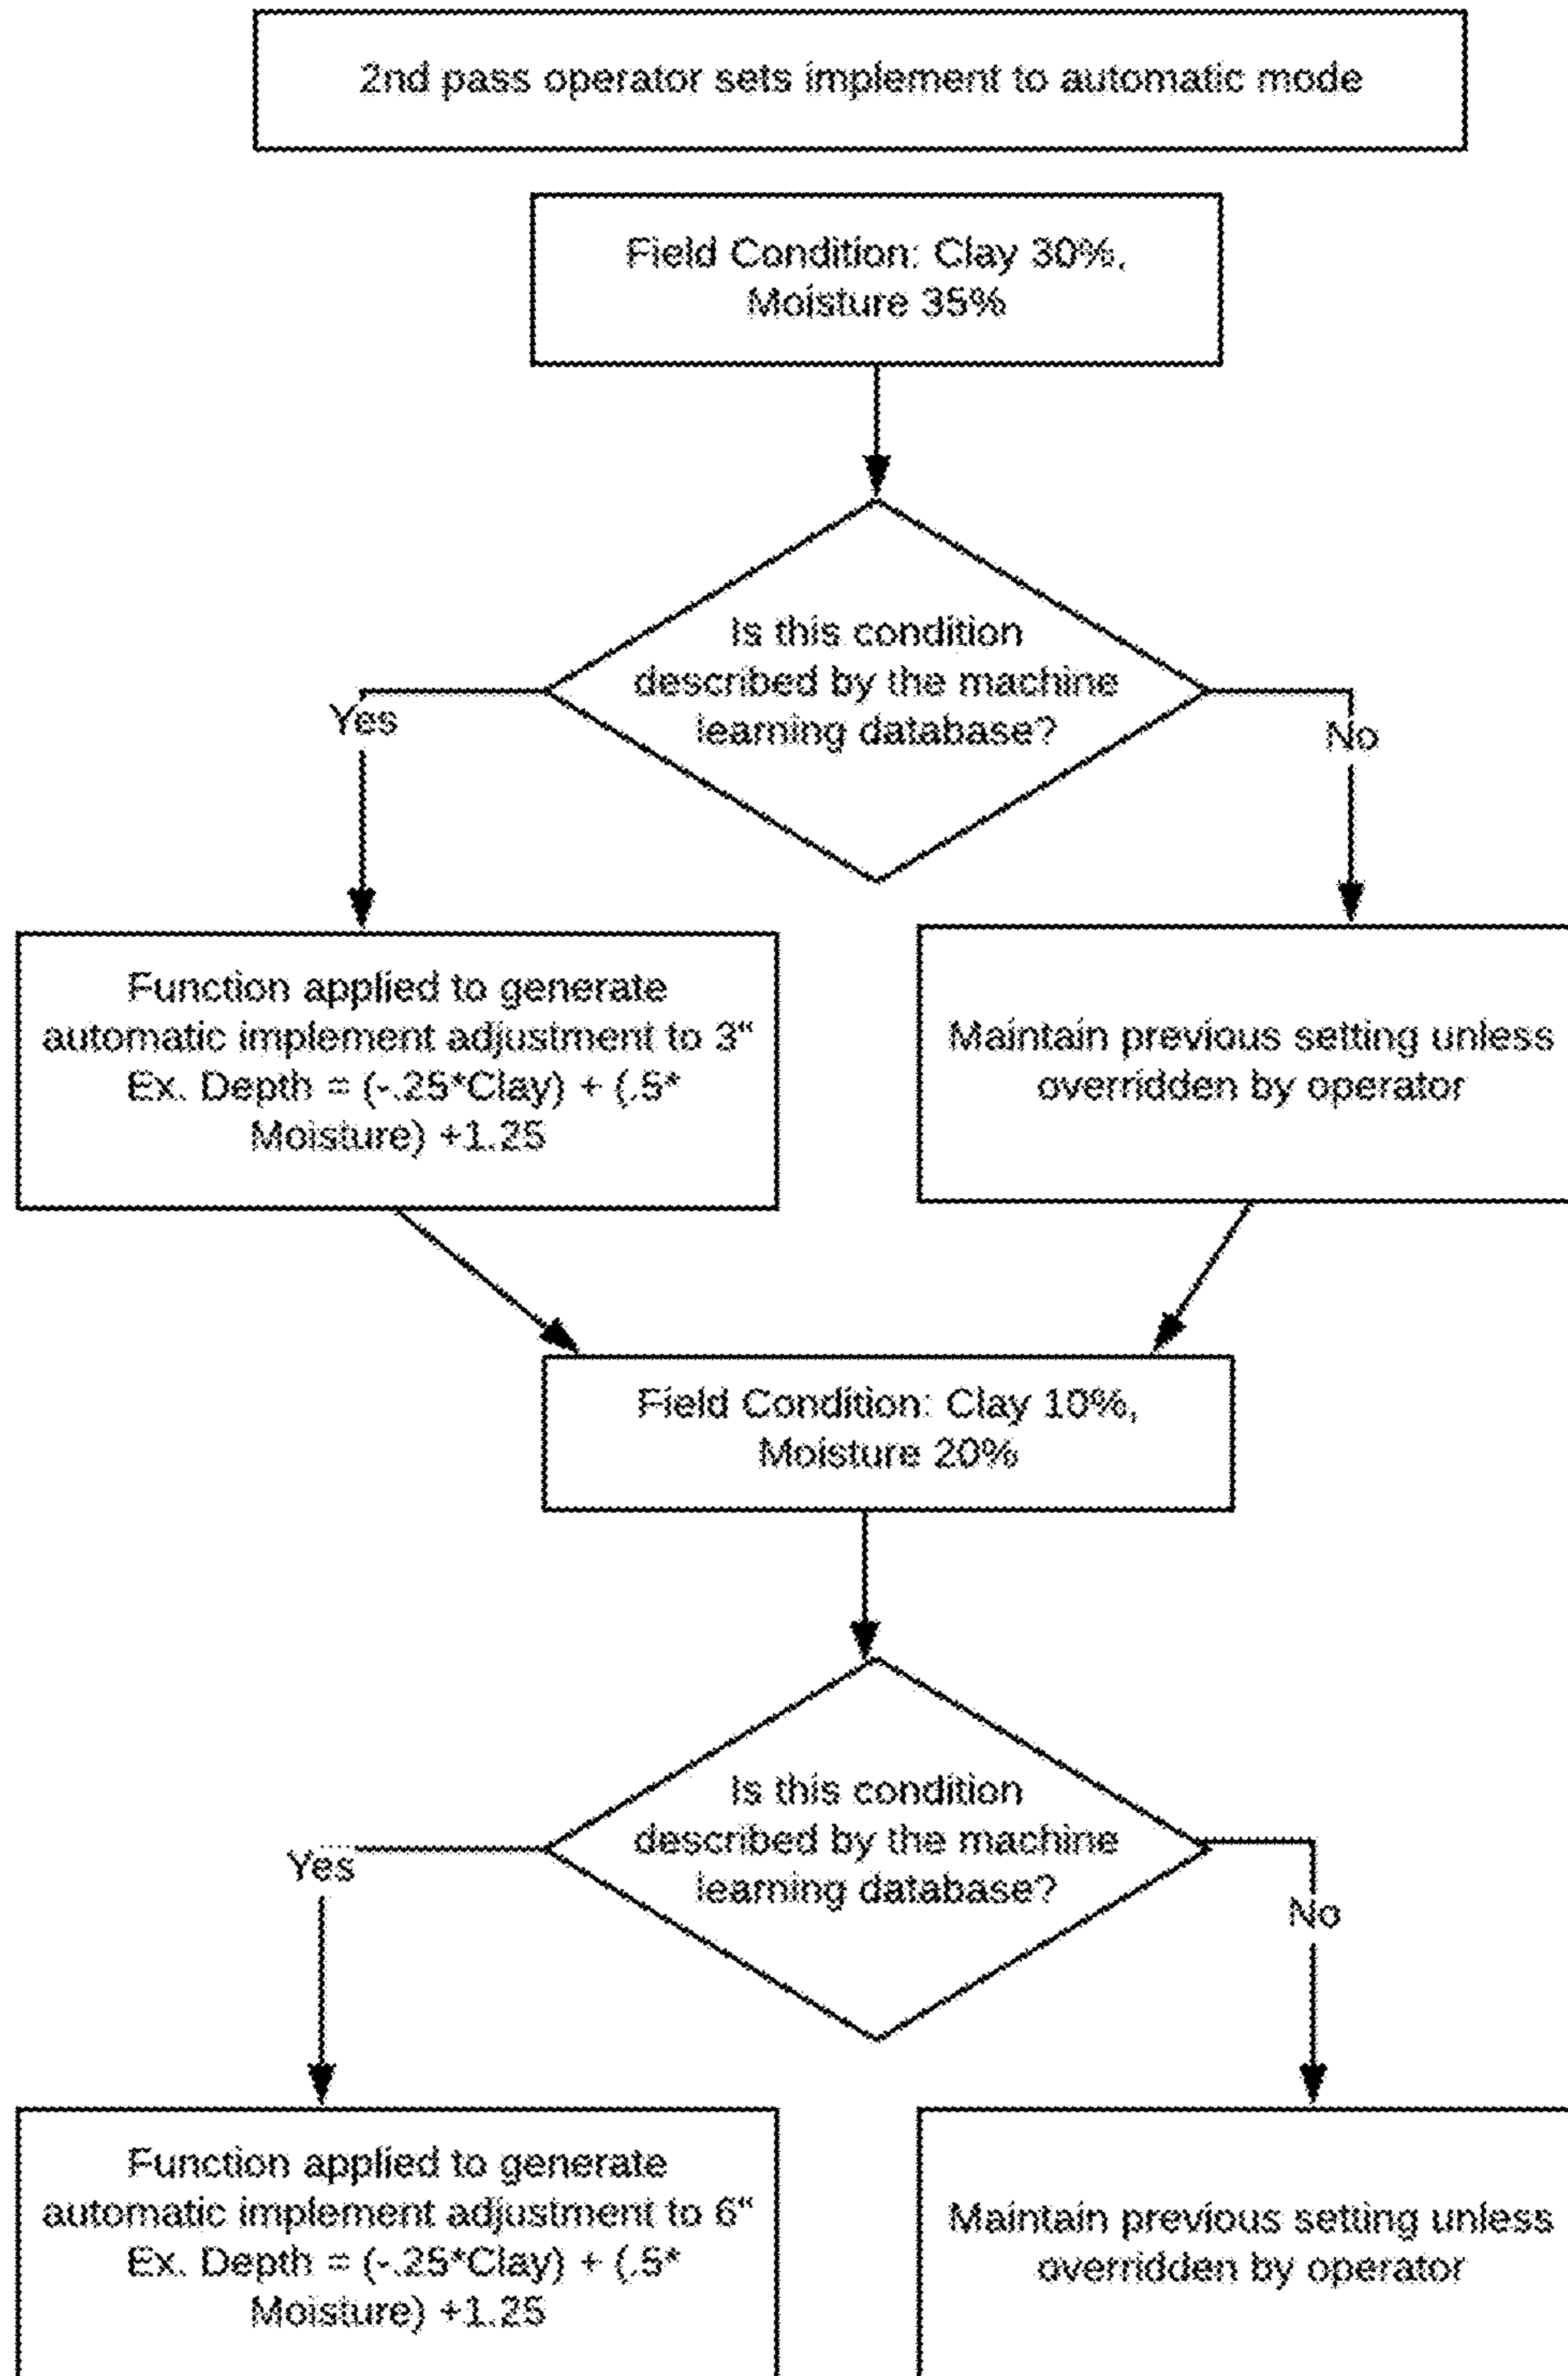 2nd pass operator sets implement to automatic mode
Field Condition: Clay 30%,
Moisture 35%
Is this condition
described by the machine
learning database?
Yes
No
Function applied to generate
automatic implement adjustment to 3“
Ex. Depth = (-.25*Clay) + (.5*
Moisture) +1.25
Maintain previous setting unless
overridden by operator
Field Condition: Clay 10%,
Moisture 20%
Is this condition
described by the machine
learning database?
Yes
No
Function applied to generate
automatic implement adjustment to 6“
Ex. Depth = (-.25*Clay) + (.5*
Moisture) +1.25
Maintain previous setting unless
overridden by operator